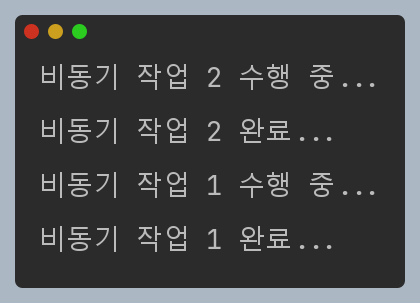 비동기 작업 2 수행 중...
비동기 작업 2 완료...
비동기 작업 1 수행 중...
비동기 작업 1 완료...